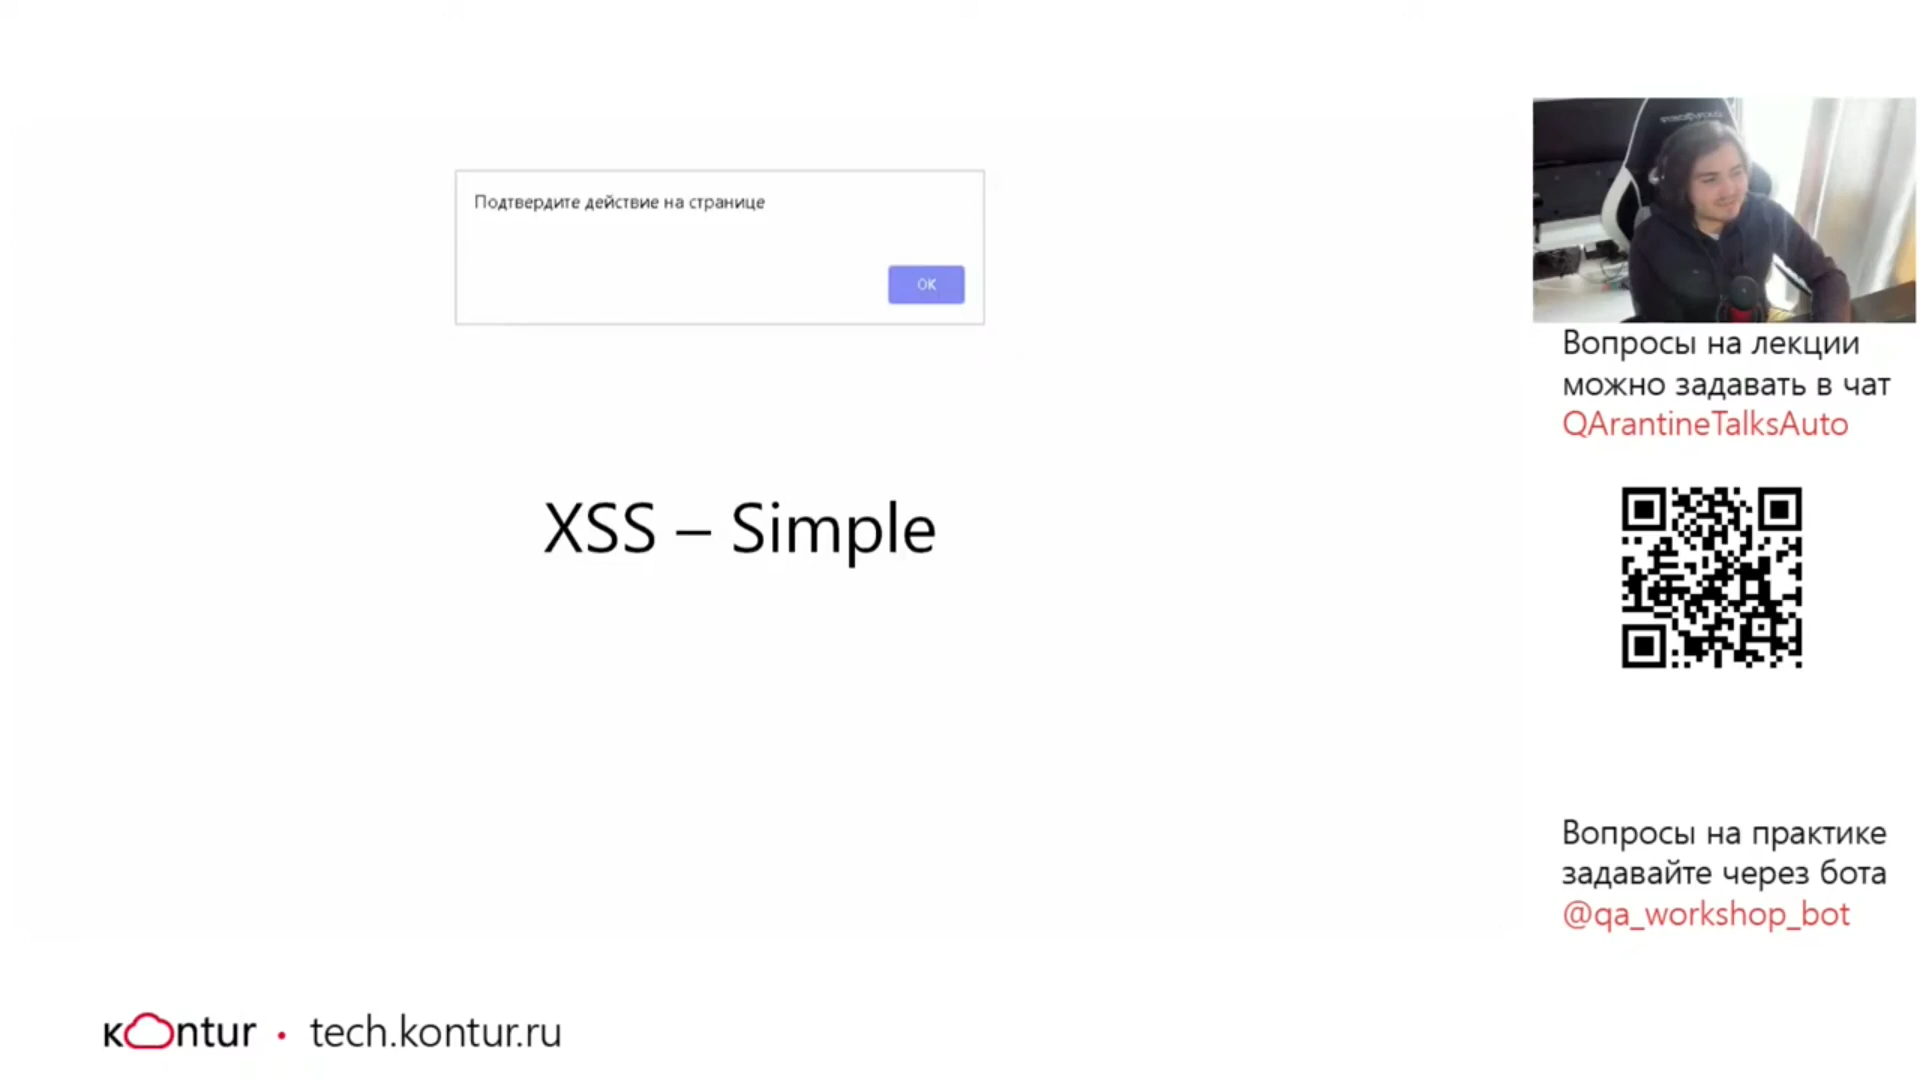 Подтвердите действие на странице
OK
XSS – Simple
Вопросы на лекции
можно задавать в чат
QArantineTalksAuto
Вопросы на практике
задавайте через бота
@qa_workshop_bot
кontur • tech.kontur.ru